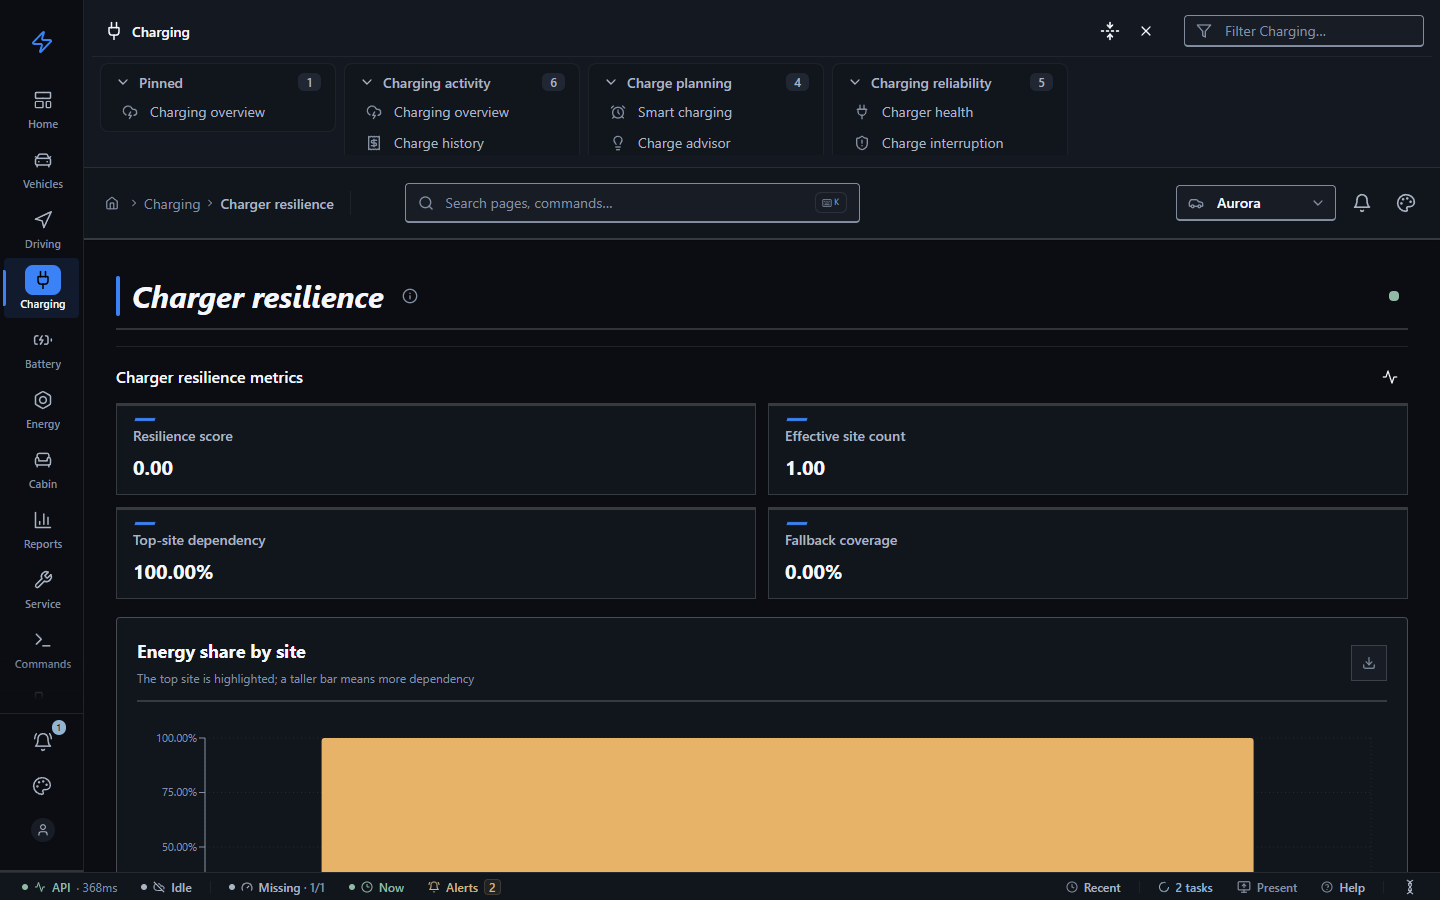 Charging
Filter Charging...
Pinned 1
Charging overview
Charging activity 6
Charging overview
Charge history
Charge planning 4
Smart charging
Charge advisor
Charging reliability 5
Charger health
Charge interruption
Home
Vehicles
Driving
Charging
Battery
Energy
Cabin
Reports
Service
Commands
1
Charging
Charger resilience
Search pages, commands...
K
Aurora
Charger resilience
Charger resilience metrics
Resilience score
0.00
Effective site count
1.00
Top-site dependency
100.00%
Fallback coverage
0.00%
Energy share by site
The top site is highlighted; a taller bar means more dependency
100.00%
75.00%
50.00%
API · 368ms
Idle
Missing · 1/1
Now
Alerts 2
Recent
2 tasks
Present
Help